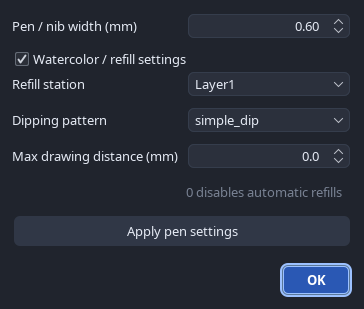 Pen / nib width (mm) 0.60
Watercolor / refill settings
Refill station Layer1
Dipping pattern simple_dip
Max drawing distance (mm) 0.0
0 disables automatic refills
Apply pen settings
OK